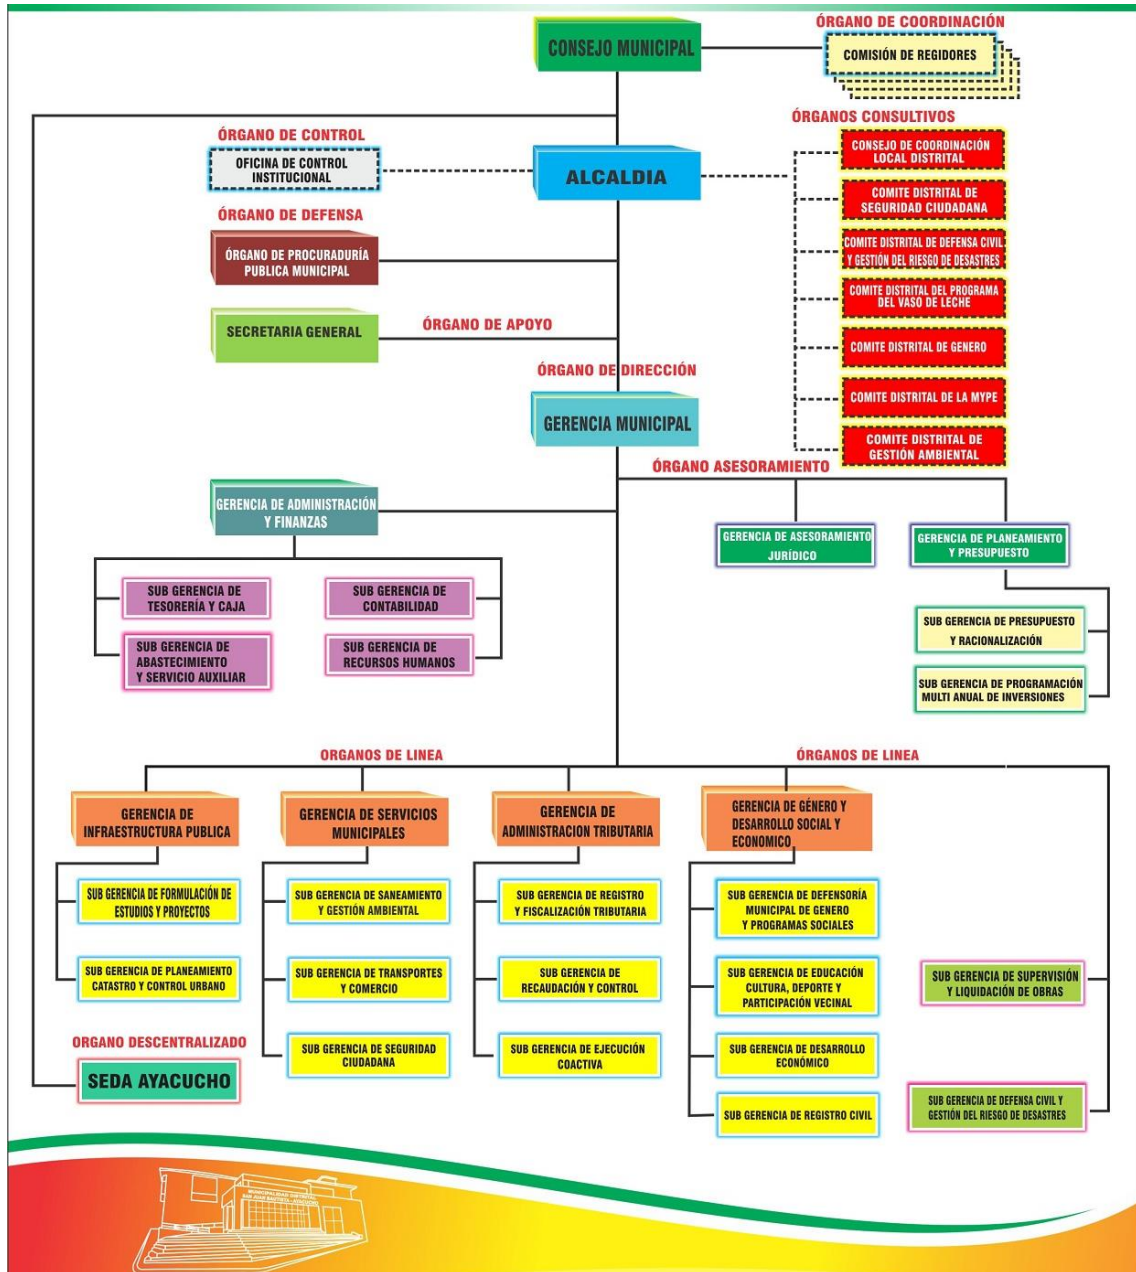 ÓRGANO DE COORDINACIÓN
CONSEJO MUNICIPAL
COMISIÓN DE REGIDORES
ÓRGANOS CONSULTIVOS
ÓRGANO DE CONTROL
OFICINA DE CONTROL
INSTITUCIONAL
ALCALDIA
CONSEJO DE COORDINACIÓN
LOCAL DISTRITAL
COMITE DISTRITAL DE
SEGURIDAD CIUDADANA
COMITE DISTRITAL DE DEFENSA CIVIL
Y GESTIÓN DEL RIESGO DE DESASTRES
COMITE DISTRITAL DEL PROGRAMA
DEL VASO DE LECHE
COMITE DISTRITAL DE GENERO
COMITE DISTRITAL DE LA MYPE
COMITE DISTRITAL DE
GESTIÓN AMBIENTAL
ÓRGANO DE DEFENSA
ÓRGANO DE PROCURADURÍA
PUBLICA MUNICIPAL
SECRETARIA GENERAL
ÓRGANO DE APOYO
ÓRGANO DE DIRECCIÓN
GERENCIA MUNICIPAL
ÓRGANO ASESORAMIENTO
GERENCIA DE ADMINISTRACIÓN
Y FINANZAS
GERENCIA DE ASESORAMIENTO
JURÍDICO
GERENCIA DE PLANEAMIENTO
Y PRESUPUESTO
SUB GERENCIA DE
TESORERÍA Y CAJA
SUB GERENCIA DE
CONTABILIDAD
SUB GERENCIA DE
ABASTECIMIENTO
Y SERVICIO AUXILIAR
SUB GERENCIA DE
RECURSOS HUMANOS
SUB GERENCIA DE PRESUPUESTO
Y RACIONALIZACIÓN
SUB GERENCIA DE PROGRAMACIÓN
MULTI ANUAL DE INVERSIONES
ORGANOS DE LINEA
ÓRGANOS DE LINEA
GERENCIA DE
INFRAESTRUCTURA PUBLICA
GERENCIA DE SERVICIOS
MUNICIPALES
GERENCIA DE
ADMINISTRACION TRIBUTARIA
GERENCIA DE GÉNERO Y
DESARROLLO SOCIAL Y
ECONOMICO
SUB GERENCIA DE FORMULACIÓN DE
ESTUDIOS Y PROYECTOS
SUB GERENCIA DE SANEAMIENTO
Y GESTIÓN AMBIENTAL
SUB GERENCIA DE REGISTRO
Y FISCALIZACIÓN TRIBUTARIA
SUB GERENCIA DE DEFENSORÍA
MUNICIPAL DE GENERO
Y PROGRAMAS SOCIALES
SUB GERENCIA DE PLANEAMIENTO
CATASTRO Y CONTROL URBANO
SUB GERENCIA DE TRANSPORTES
Y COMERCIO
SUB GERENCIA DE
RECAUDACIÓN Y CONTROL
SUB GERENCIA DE EDUCACIÓN
CULTURA, DEPORTE Y
PARTICIPACIÓN VECINAL
SUB GERENCIA DE SUPERVISIÓN
Y LIQUIDACIÓN DE OBRAS
ORGANO DESCENTRALIZADO
SEDA AYACUCHO
SUB GERENCIA DE SEGURIDAD
CIUDADANA
SUB GERENCIA DE EJECUCIÓN
COACTIVA
SUB GERENCIA DE DESARROLLO
ECONÓMICO
SUB GERENCIA DE REGISTRO CIVIL
SUB GERENCIA DE DEFENSA CIVIL Y
GESTIÓN DEL RIESGO DE DESASTRES
MUNICIPALIDAD DISTRITAL
SAN JUAN BAUTISTA - AYACUCHO